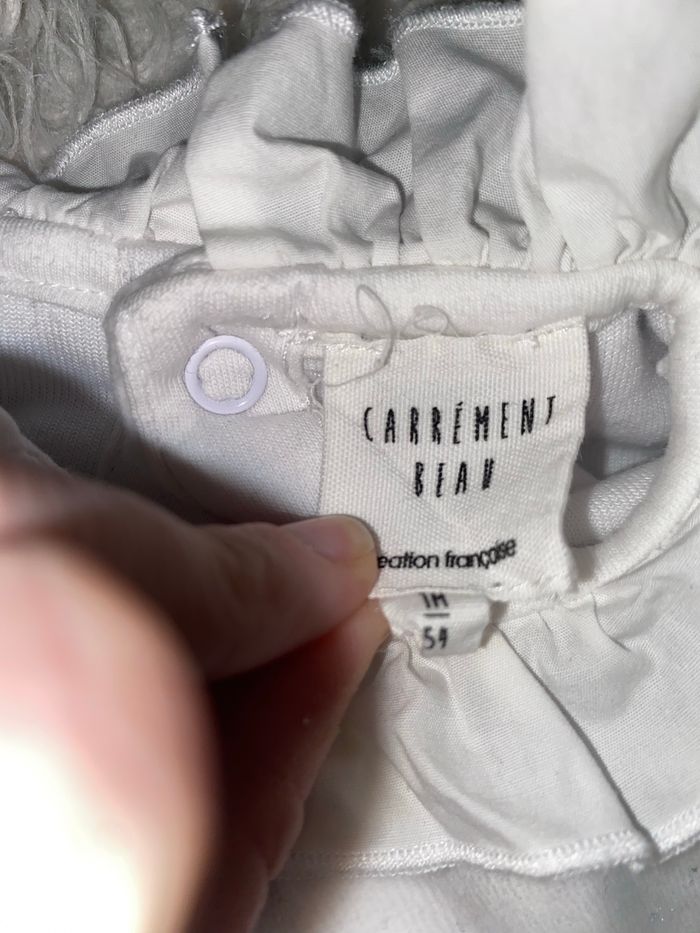 CARRÉMENT
BEAU
eation française
1M
54